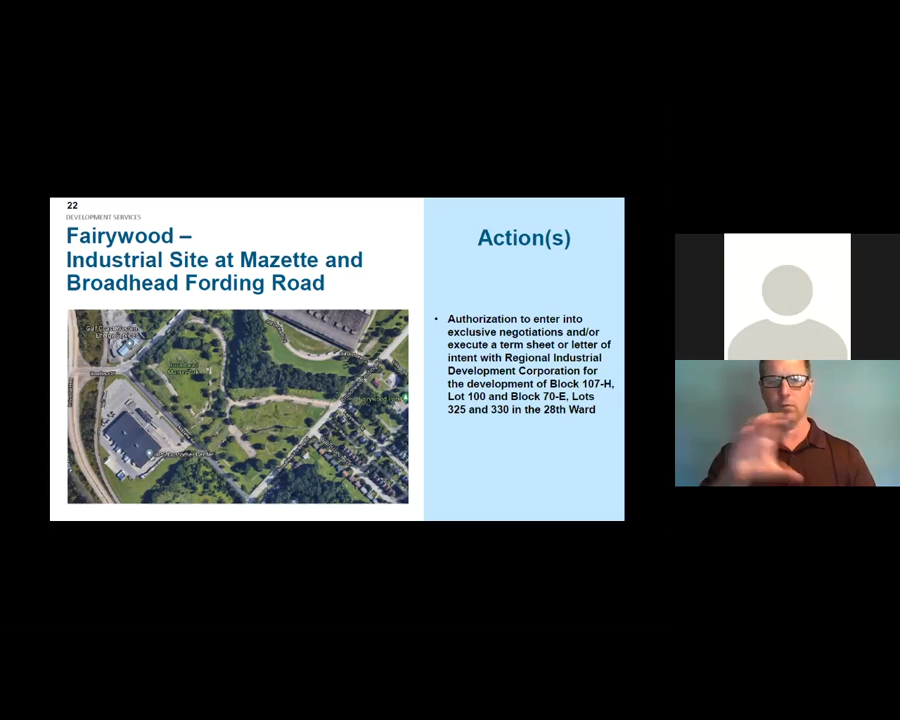 22
DEVELOPMENT SERVICES
Fairywood –
Industrial Site at Mazette and
Broadhead Fording Road
Action(s)
• Authorization to enter into
exclusive negotiations and/or
execute a term sheet or letter of
intent with Regional Industrial
Development Corporation for
the development of Block 107-H,
Lot 100 and Block 70-E, Lots
325 and 330 in the 28th Ward